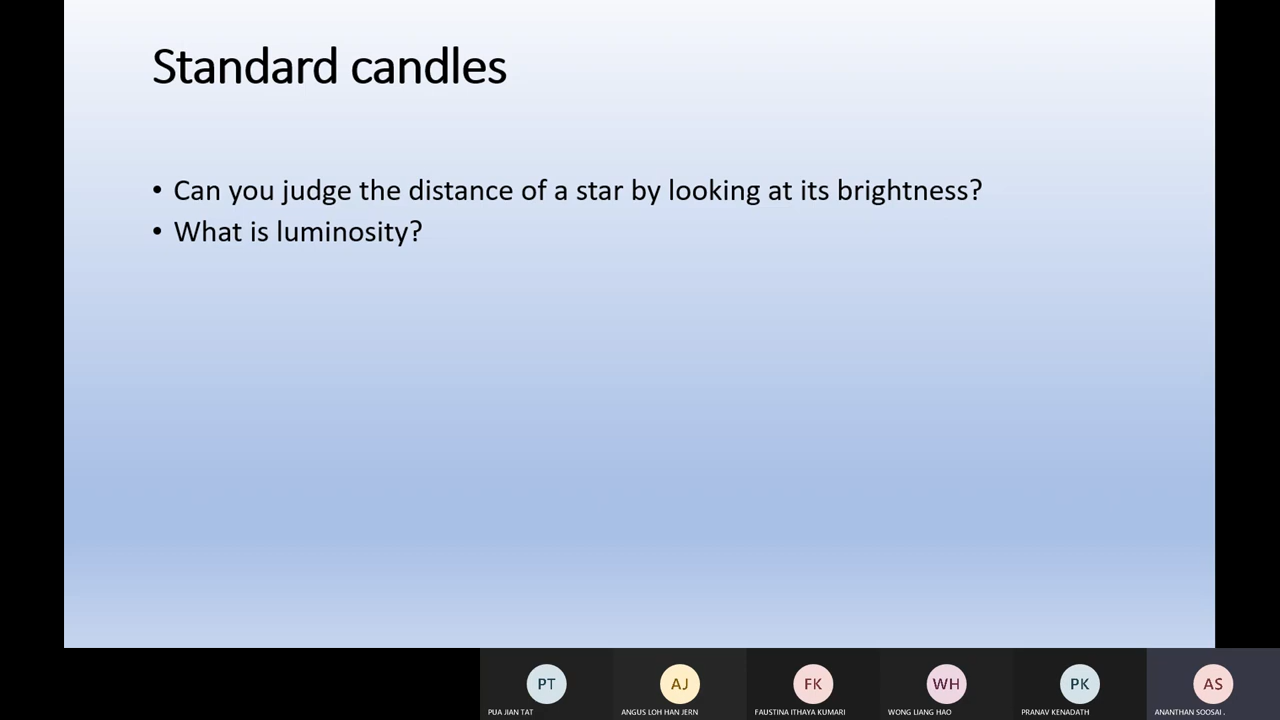 Standard candles
• Can you judge the distance of a star by looking at its brightness?
• What is luminosity?
PT
AJ
FK
WH
PK
AS
PUA JIAN TAT
ANGUS LOH HAN JERN
FAUSTINA ITHAYA KUMARI
WONG LIANG HAO
PRANAV KENADATH
ANANTHAN SOOSAI .